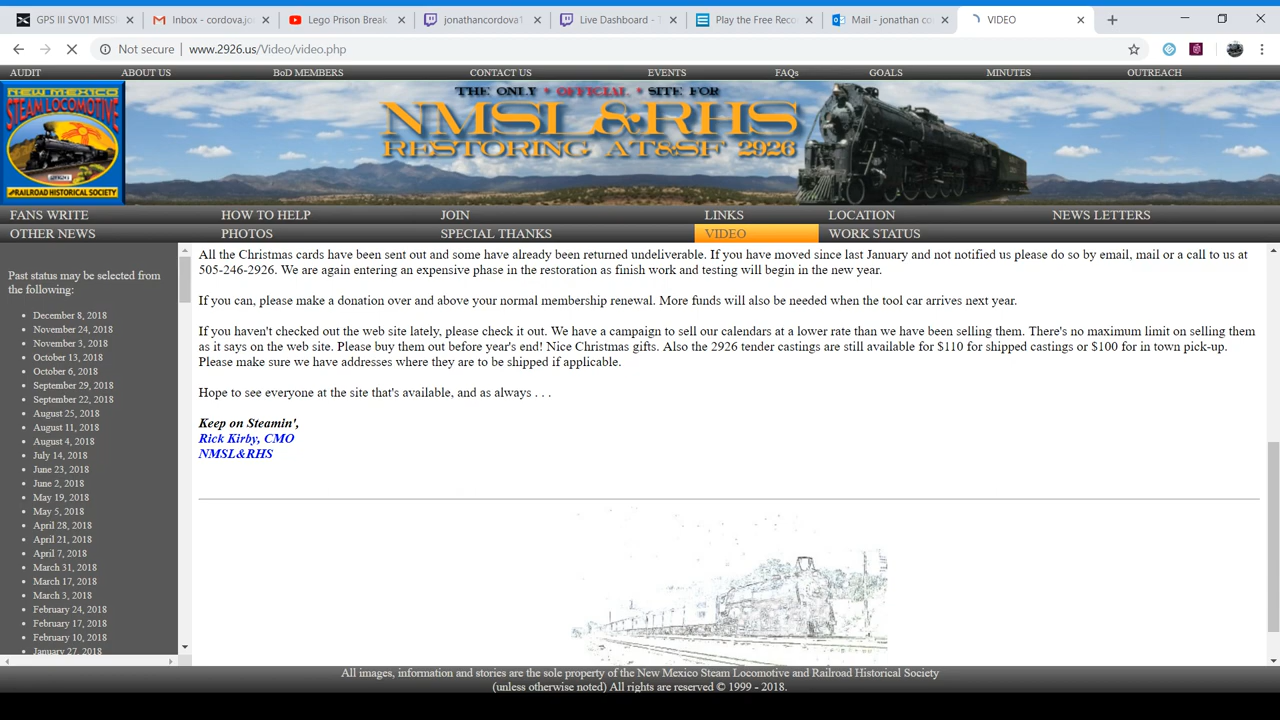 GPS III SV01 MISSI
Inbox - cordova.jo
Lego Prison Break
jonathancordova1
Live Dashboard - T
Play the Free Reco
Mail - jonathan co
VIDEO
Not secure
www.2926.us/Video/video.php
AUDIT
ABOUT US
BoD MEMBERS
CONTACT US
EVENTS
FAQs
GOALS
MINUTES
OUTREACH
NEW MEXICO
STEAM LOCOMOTIVE
RAILROAD HISTORICAL SOCIETY
THE ONLY * OFFICIAL * SITE FOR
NMSL&RHS
RESTORING AT&SF 2926
FANS WRITE
HOW TO HELP
JOIN
LINKS
LOCATION
NEWS LETTERS
OTHER NEWS
PHOTOS
SPECIAL THANKS
VIDEO
WORK STATUS
Past status may be selected from
the following:
December 8, 2018
November 24, 2018
November 3, 2018
October 13, 2018
October 6, 2018
September 29, 2018
September 22, 2018
August 25, 2018
August 11, 2018
August 4, 2018
July 14, 2018
June 23, 2018
June 2, 2018
May 19, 2018
May 5, 2018
April 28, 2018
April 21, 2018
April 7, 2018
March 31, 2018
March 17, 2018
March 3, 2018
February 24, 2018
February 17, 2018
February 10, 2018
January 27, 2018
All the Christmas cards have been sent out and some have already been returned undeliverable. If you have moved since last January and not notified us please do so by email, mail or a call to us at
505-246-2926. We are again entering an expensive phase in the restoration as finish work and testing will begin in the new year.
If you can, please make a donation over and above your normal membership renewal. More funds will also be needed when the tool car arrives next year.
If you haven't checked out the web site lately, please check it out. We have a campaign to sell our calendars at a lower rate than we have been selling them. There's no maximum limit on selling them
as it says on the web site. Please buy them out before year's end! Nice Christmas gifts. Also the 2926 tender castings are still available for $110 for shipped castings or $100 for in town pick-up.
Please make sure we have addresses where they are to be shipped if applicable.
Hope to see everyone at the site that's available, and as always . . .
Keep on Steamin',
Rick Kirby, CMO
NMSL&RHS
All images, information and stories are the sole property of the New Mexico Steam Locomotive and Railroad Historical Society
(unless otherwise noted) All rights are reserved © 1999 - 2018.